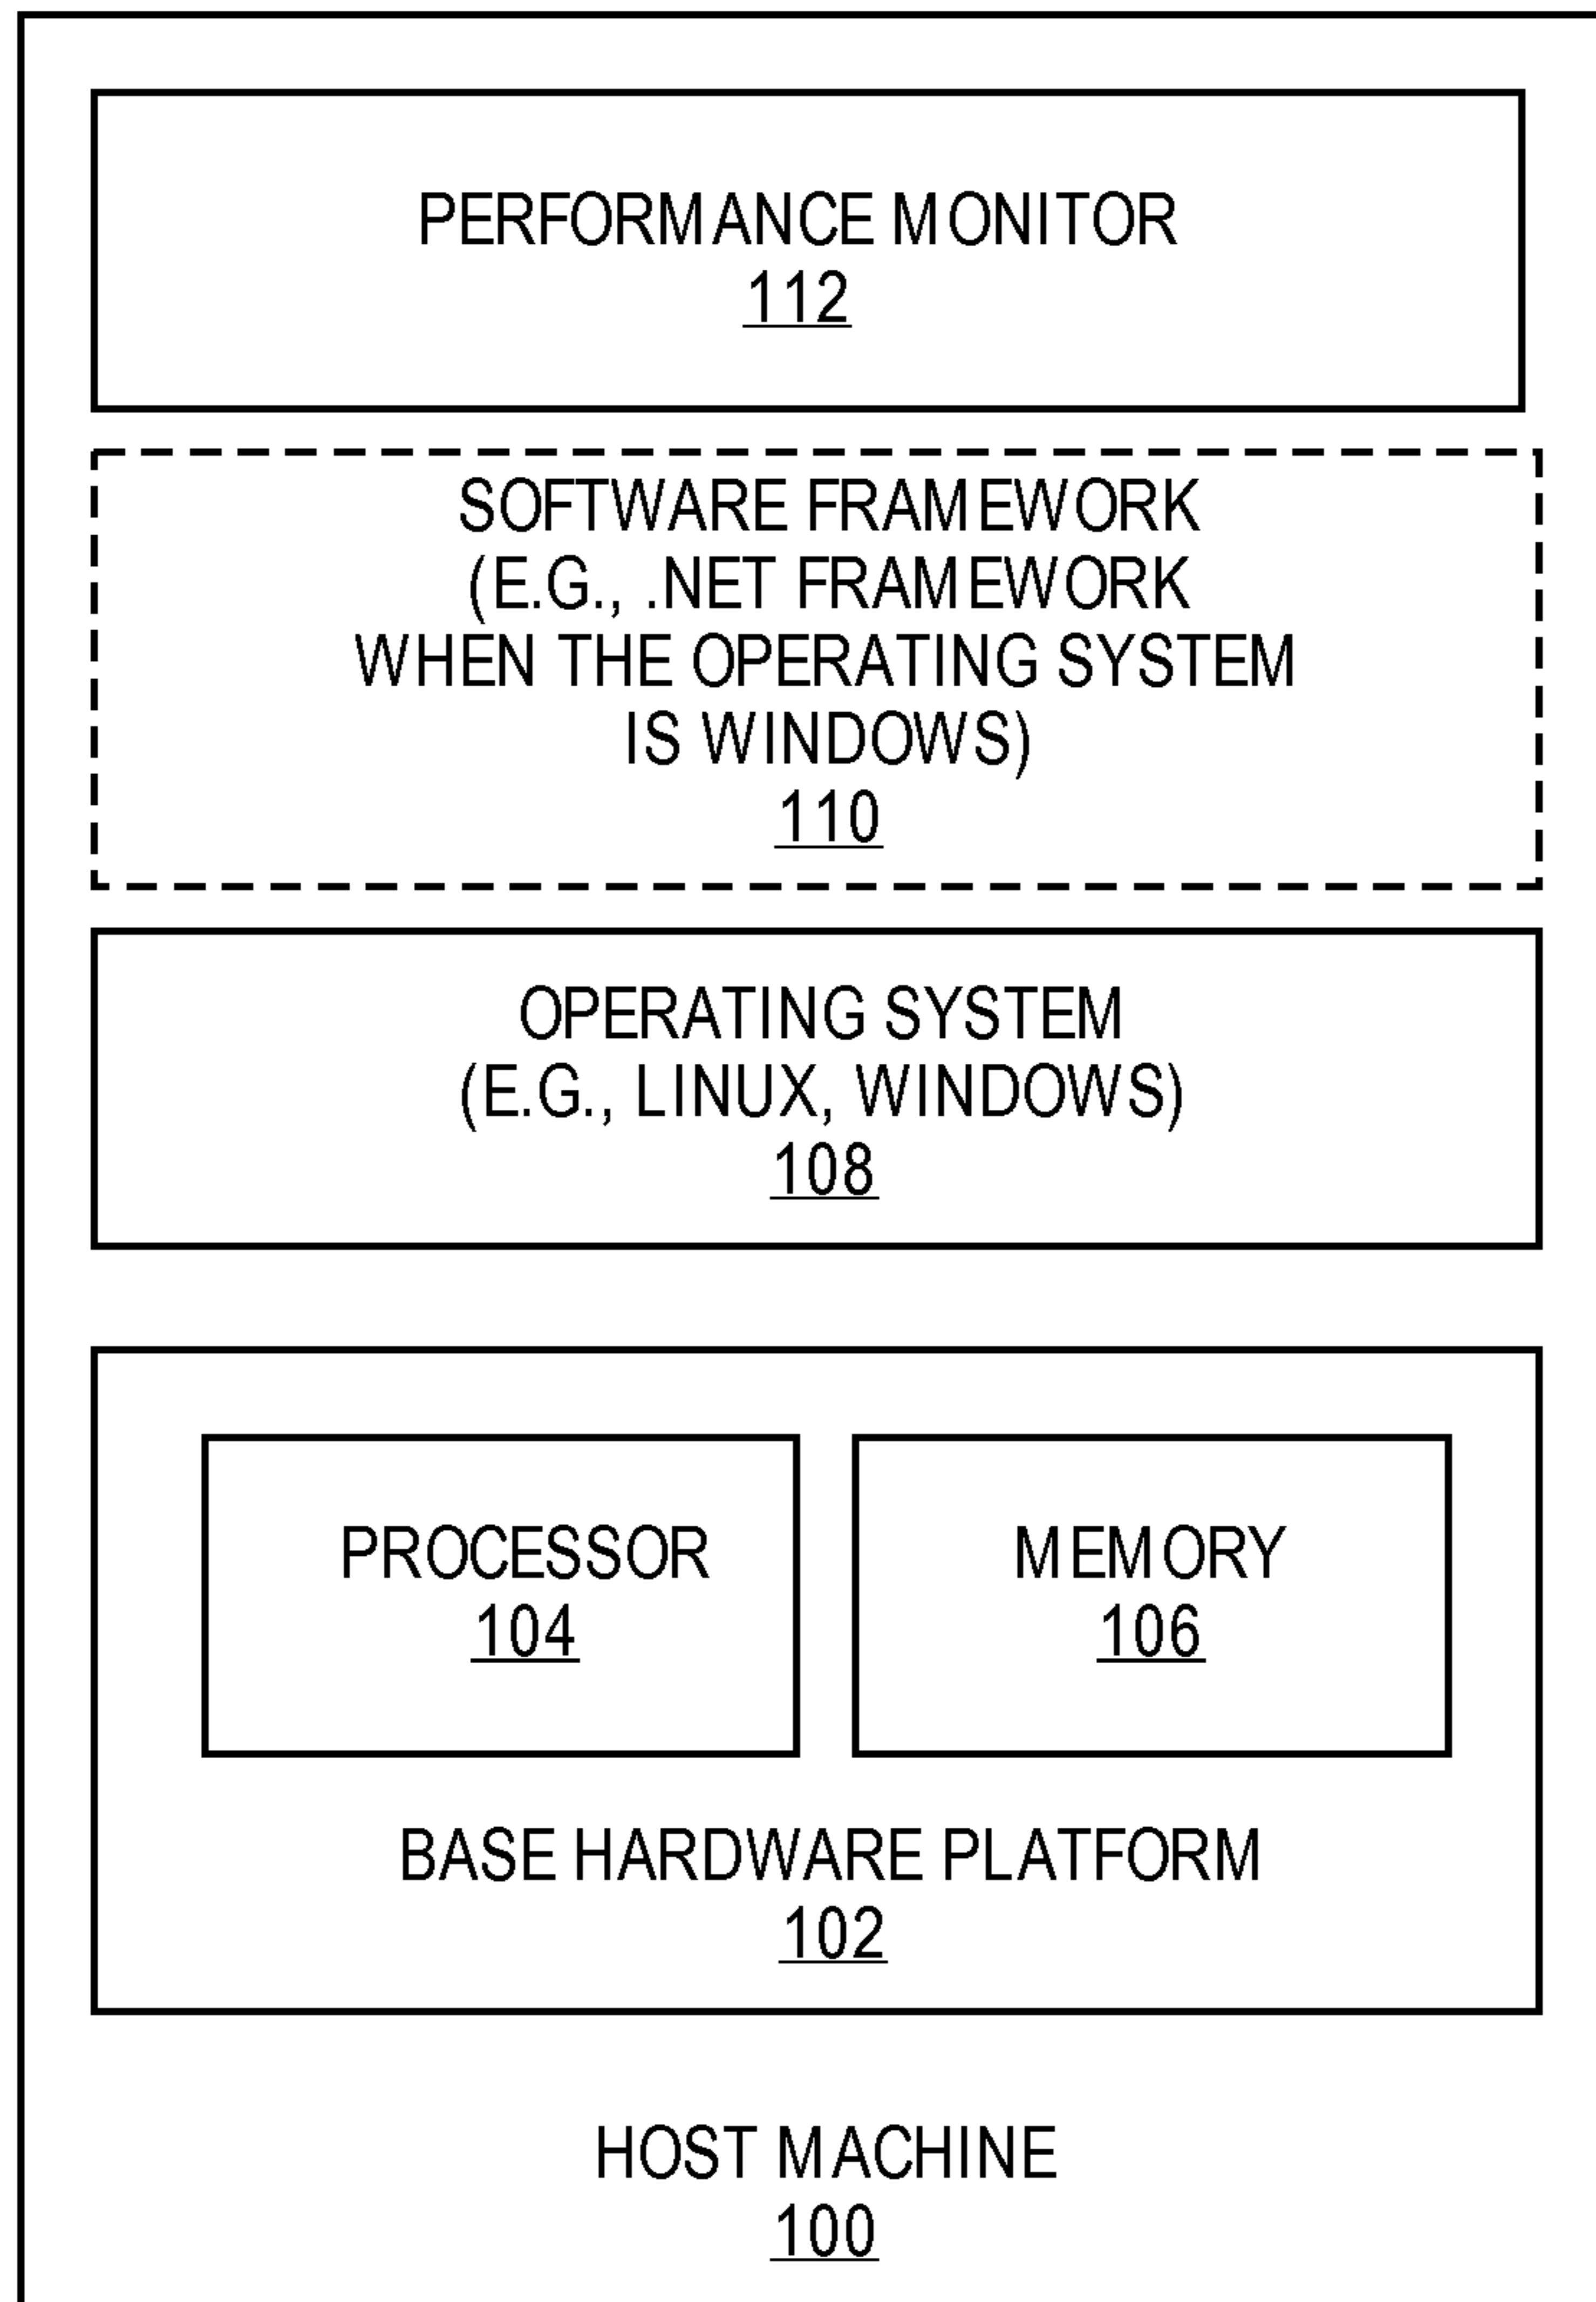 PERFORMANCE MONITOR
112
SOFTWARE FRAMEWORK
(E.G., .NET FRAMEWORK
WHEN THE OPERATING SYSTEM
IS WINDOWS)
110
OPERATING SYSTEM
(E.G., LINUX, WINDOWS)
108
PROCESSOR
104
MEMORY
106
BASE HARDWARE PLATFORM
102
HOST MACHINE
100